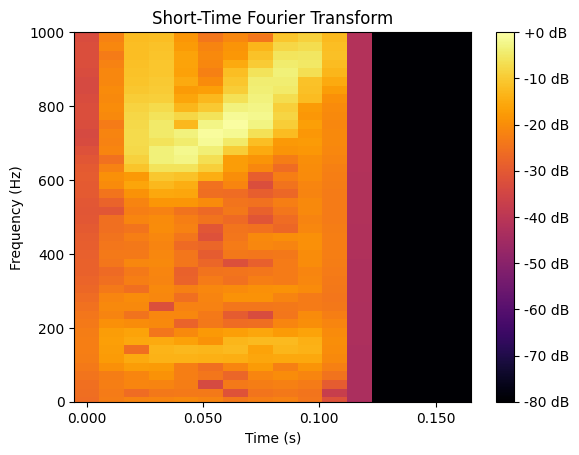 Short-Time Fourier Transform
1000
800
600
400
200
0
Frequency (Hz)
0.000
0.050
0.100
0.150
Time (s)
+0 dB
-10 dB
-20 dB
-30 dB
-40 dB
-50 dB
-60 dB
-70 dB
-80 dB